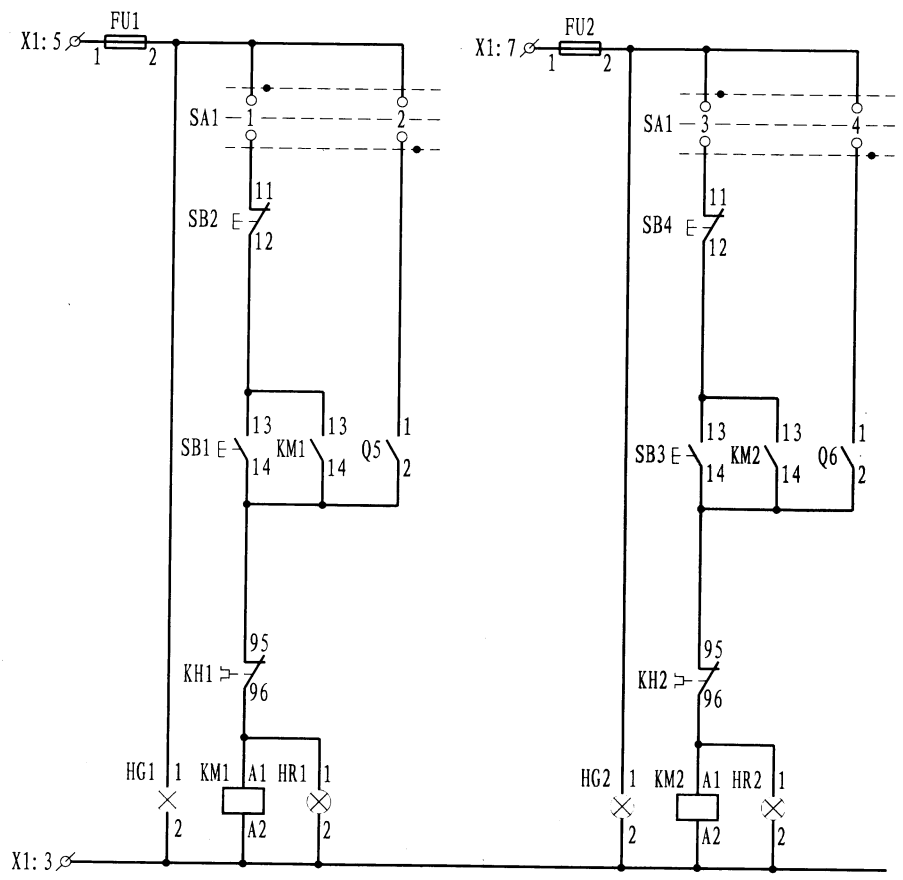 FU1
X1:5 1 2
SA1 1 2
11
SB2
12
13 13 1
SB1 KM1 Q5
14 14 2
95
KH1
96
HG1 1 KM1 A1 HR1 1
2 A2 2
X1:3
FU2
X1:7 1 2
SA1 3 4
11
SB4
12
13 13 1
SB3 KM2 Q6
14 14 2
95
KH2
96
HG2 1 KM2 A1 HR2 1
2 A2 2